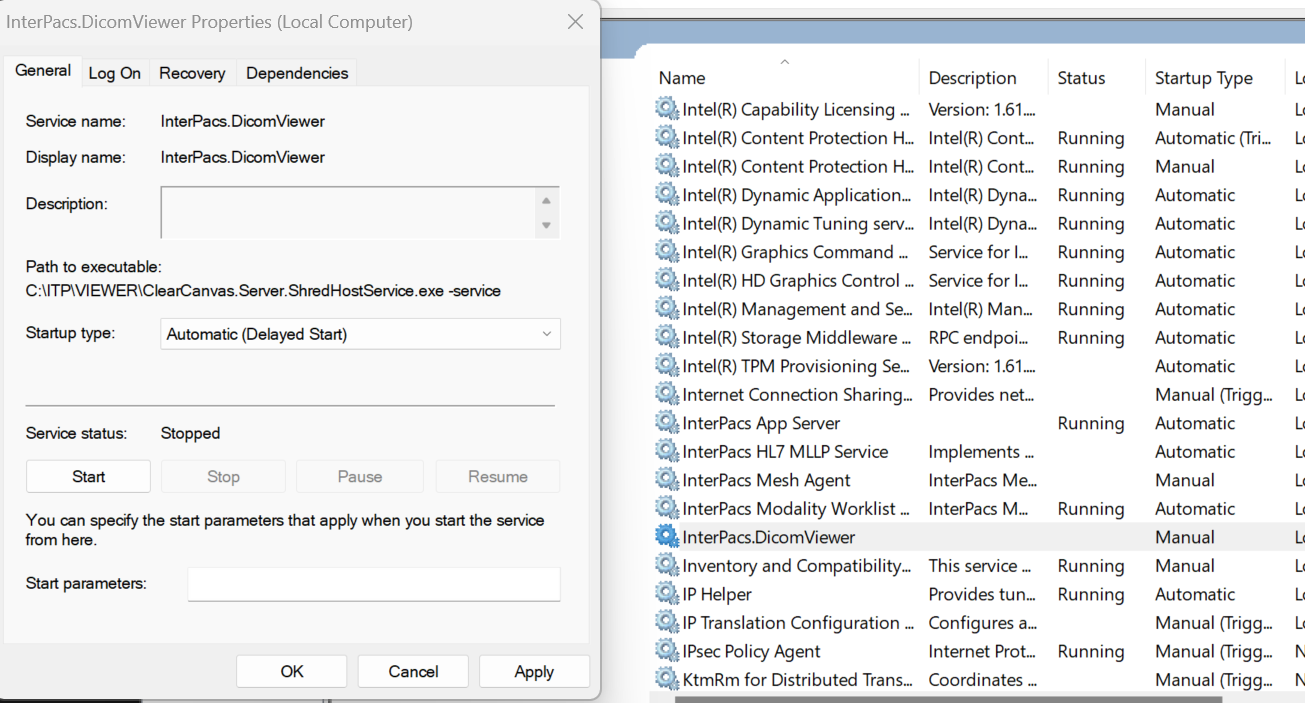 InterPacs.DicomViewer Properties (Local Computer)
General Log On Recovery Dependencies
Service name: InterPacs.DicomViewer
Display name: InterPacs.DicomViewer
Description:
Path to executable:
C:\ITP\VIEWER\ClearCanvas.Server.ShredHostService.exe -service
Startup type: Automatic (Delayed Start)
Service status: Stopped
Start Stop Pause Resume
You can specify the start parameters that apply when you start the service
from here.
Start parameters:
OK Cancel Apply
Name Description Status Startup Type Lo
Intel(R) Capability Licensing ... Version: 1.61.... Manual Lo
Intel(R) Content Protection H... Intel(R) Cont... Running Automatic (Tri... Lo
Intel(R) Content Protection H... Intel(R) Cont... Running Manual Lo
Intel(R) Dynamic Application... Intel(R) Dyna... Running Automatic Lo
Intel(R) Dynamic Tuning serv... Intel(R) Dyna... Running Automatic Lo
Intel(R) Graphics Command ... Service for I... Running Automatic Lo
Intel(R) HD Graphics Control ... Service for I... Running Automatic Lo
Intel(R) Management and Se... Intel(R) Man... Running Automatic Lo
Intel(R) Storage Middleware ... RPC endpoi... Running Automatic Lo
Intel(R) TPM Provisioning Se... Version: 1.61.... Automatic Lo
Internet Connection Sharing... Provides net... Manual (Trigg... Lo
InterPacs App Server Running Automatic Lo
InterPacs HL7 MLLP Service Implements ... Automatic Lo
InterPacs Mesh Agent InterPacs Me... Manual Lo
InterPacs Modality Worklist ... InterPacs M... Running Automatic Lo
InterPacs.DicomViewer Manual Lo
Inventory and Compatibility... This service ... Running Manual Lo
IP Helper Provides tun... Running Automatic Lo
IP Translation Configuration ... Configures a... Manual (Trigg... Lo
IPsec Policy Agent Internet Prot... Running Manual (Trigg... N
KtmRm for Distributed Trans... Coordinates ... Manual (Trigg... N